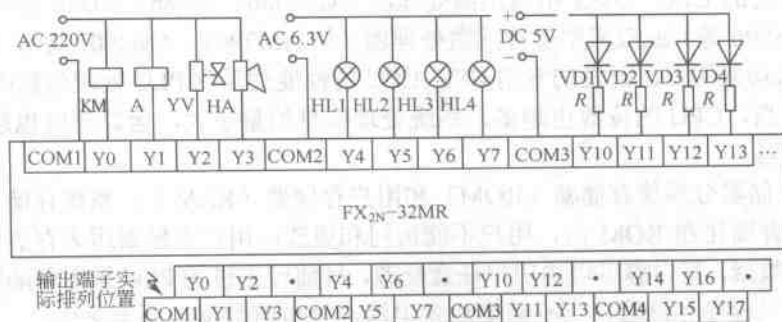 AC 220V
AC 6.3V
DC 5V
+
−
KM
A
YV
HA
HL1
HL2
HL3
HL4
VD1
VD2
VD3
VD4
R
R
R
R
COM1 Y0 Y1 Y2 Y3 COM2 Y4 Y5 Y6 Y7 COM3 Y10 Y11 Y12 Y13 …
FX2N-32MR
输出端子实
际排列位置
Y0 Y2 • Y4 Y6 • Y10 Y12 • Y14 Y16 •
COM1 Y1 Y3 COM2 Y5 Y7 COM3 Y11 Y13 COM4 Y15 Y17